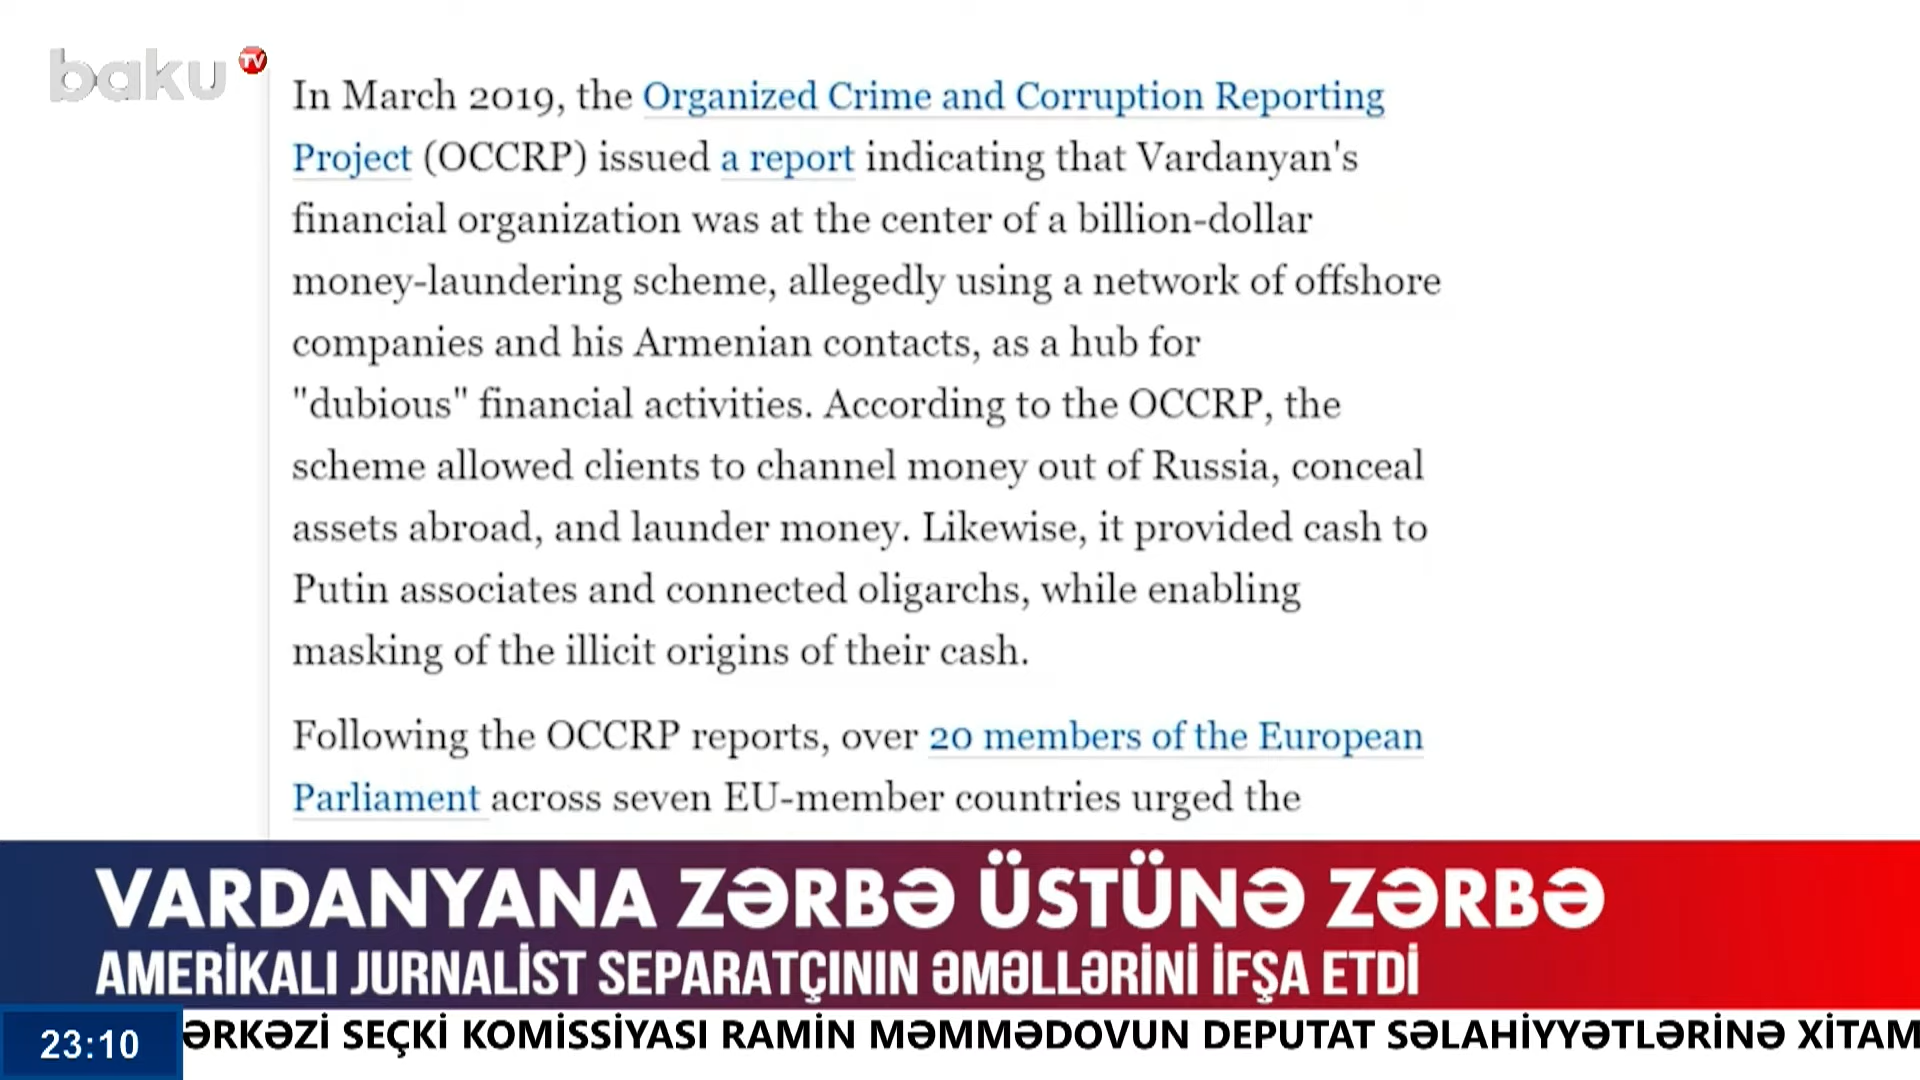 baku TV
In March 2019, the Organized Crime and Corruption Reporting
Project (OCCRP) issued a report indicating that Vardanyan's
financial organization was at the center of a billion-dollar
money-laundering scheme, allegedly using a network of offshore
companies and his Armenian contacts, as a hub for
"dubious" financial activities. According to the OCCRP, the
scheme allowed clients to channel money out of Russia, conceal
assets abroad, and launder money. Likewise, it provided cash to
Putin associates and connected oligarchs, while enabling
masking of the illicit origins of their cash.
Following the OCCRP reports, over 20 members of the European
Parliament across seven EU-member countries urged the
VARDANYANA ZƏRBƏ ÜSTÜNƏ ZƏRBƏ
AMERİKALI JURNALİST SEPARATÇININ ƏMƏLLƏRİNİ İFŞA ETDİ
23:10 ƏRKƏZİ SEÇKİ KOMİSSİYASI RAMİN MƏMMƏDOVUN DEPUTAT SƏLAHİYYƏTLƏRİNƏ XİTAM